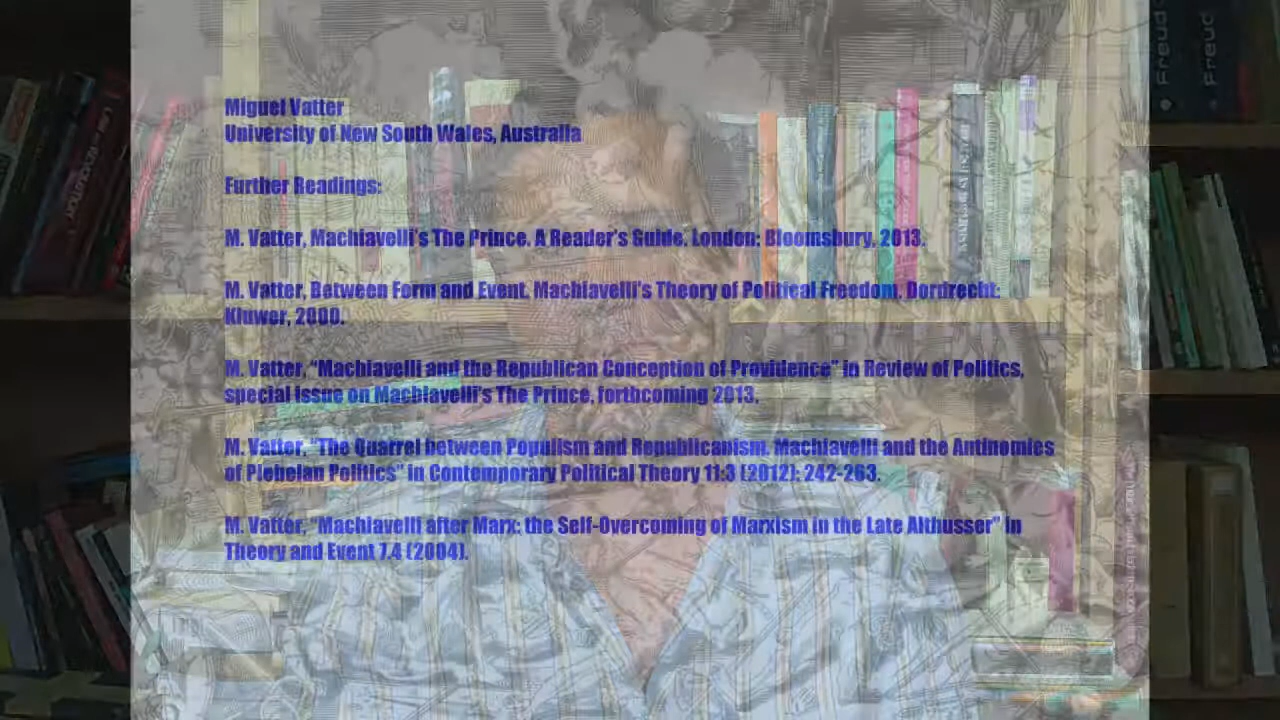 Miguel Vatter
University of New South Wales, Australia
Further Readings:
M. Vatter, Machiavelli's The Prince. A Reader's Guide. London: Bloomsbury, 2013.
M. Vatter, Between Form and Event. Machiavelli's Theory of Political Freedom. Dordrecht:
Kluwer, 2000.
M. Vatter, "Machiavelli and the Republican Conception of Providence" in Review of Politics,
special issue on Machiavelli's The Prince, forthcoming 2013.
M. Vatter, "The Quarrel between Populism and Republicanism. Machiavelli and the Antinomies
of Plebeian Politics" in Contemporary Political Theory 11:3 (2012): 242-263.
M. Vatter, "Machiavelli after Marx: the Self-Overcoming of Marxism in the Late Althusser" in
Theory and Event 7.4 (2004).
Freud
Freud